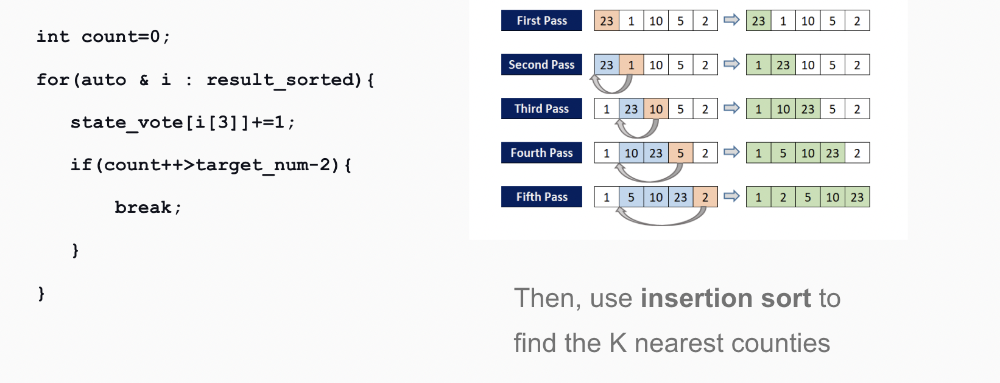 int count=0;
for(auto & i : result_sorted){
state_vote[i[3]]+=1;
if(count++>target_num-2){
break;
}
}
First Pass 23 1 10 5 2 23 1 10 5 2
Second Pass 23 1 10 5 2 1 23 10 5 2
Third Pass 1 23 10 5 2 1 10 23 5 2
Fourth Pass 1 10 23 5 2 1 5 10 23 2
Fifth Pass 1 5 10 23 2 1 2 5 10 23
Then, use insertion sort to
find the K nearest counties